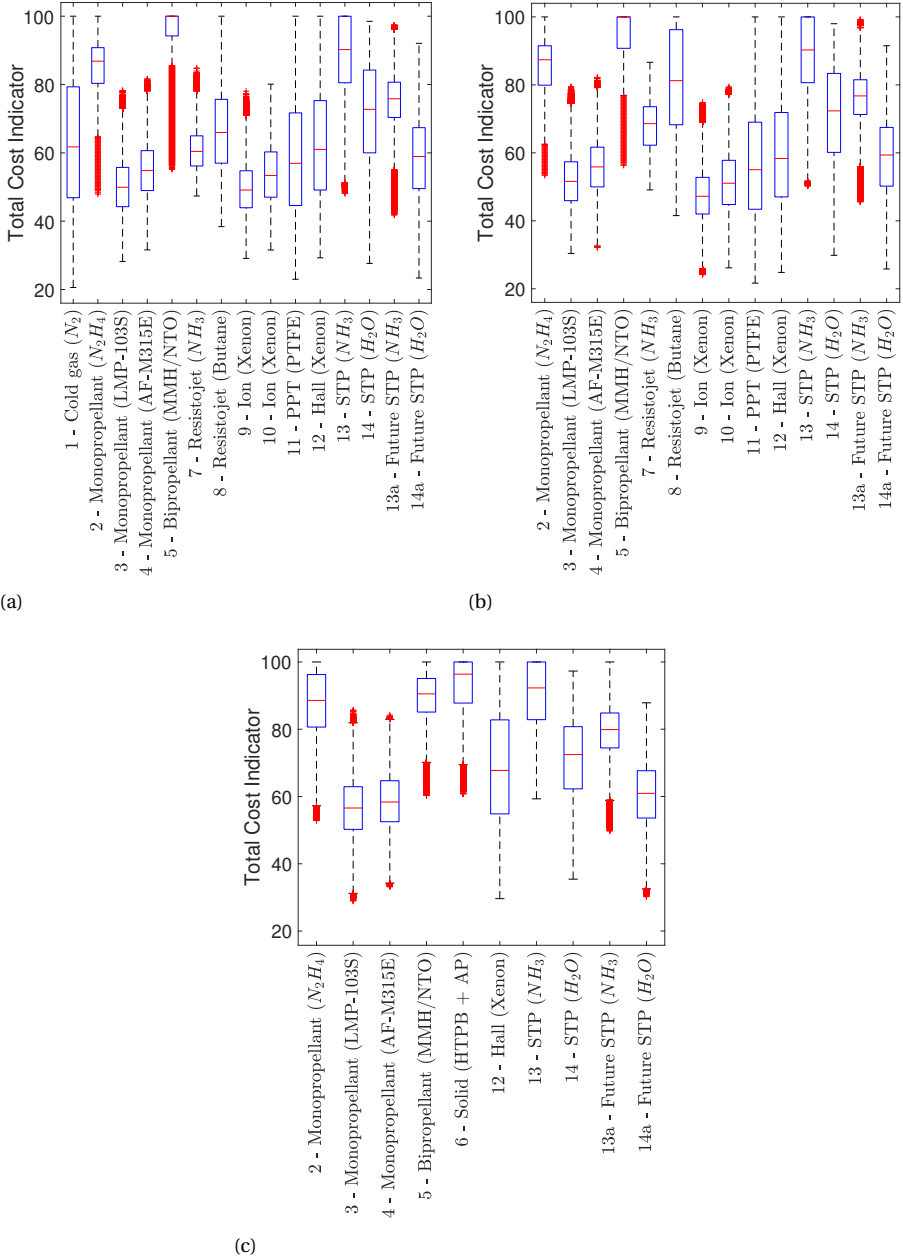 100
80
60
40
20
Total Cost Indicator
1 - Cold gas (N₂)
2 - Monopropellant (N₂H₄)
3 - Monopropellant (LMP-103S)
4 - Monopropellant (AF-M315E)
5 - Bipropellant (MMH/NTO)
7 - Resistojet (NH₃)
8 - Resistojet (Butane)
9 - Ion (Xenon)
10 - Ion (Xenon)
11 - PPT (PTFE)
12 - Hall (Xenon)
13 - STP (NH₃)
14 - STP (H₂O)
13a - Future STP (NH₃)
14a - Future STP (H₂O)
(a)
100
80
60
40
20
Total Cost Indicator
2 - Monopropellant (N₂H₄)
3 - Monopropellant (LMP-103S)
4 - Monopropellant (AF-M315E)
5 - Bipropellant (MMH/NTO)
7 - Resistojet (NH₃)
8 - Resistojet (Butane)
9 - Ion (Xenon)
10 - Ion (Xenon)
11 - PPT (PTFE)
12 - Hall (Xenon)
13 - STP (NH₃)
14 - STP (H₂O)
13a - Future STP (NH₃)
14a - Future STP (H₂O)
(b)
100
80
60
40
20
Total Cost Indicator
2 - Monopropellant (N₂H₄)
3 - Monopropellant (LMP-103S)
4 - Monopropellant (AF-M315E)
5 - Bipropellant (MMH/NTO)
6 - Solid (HTPB + AP)
12 - Hall (Xenon)
13 - STP (NH₃)
14 - STP (H₂O)
13a - Future STP (NH₃)
14a - Future STP (H₂O)
(c)